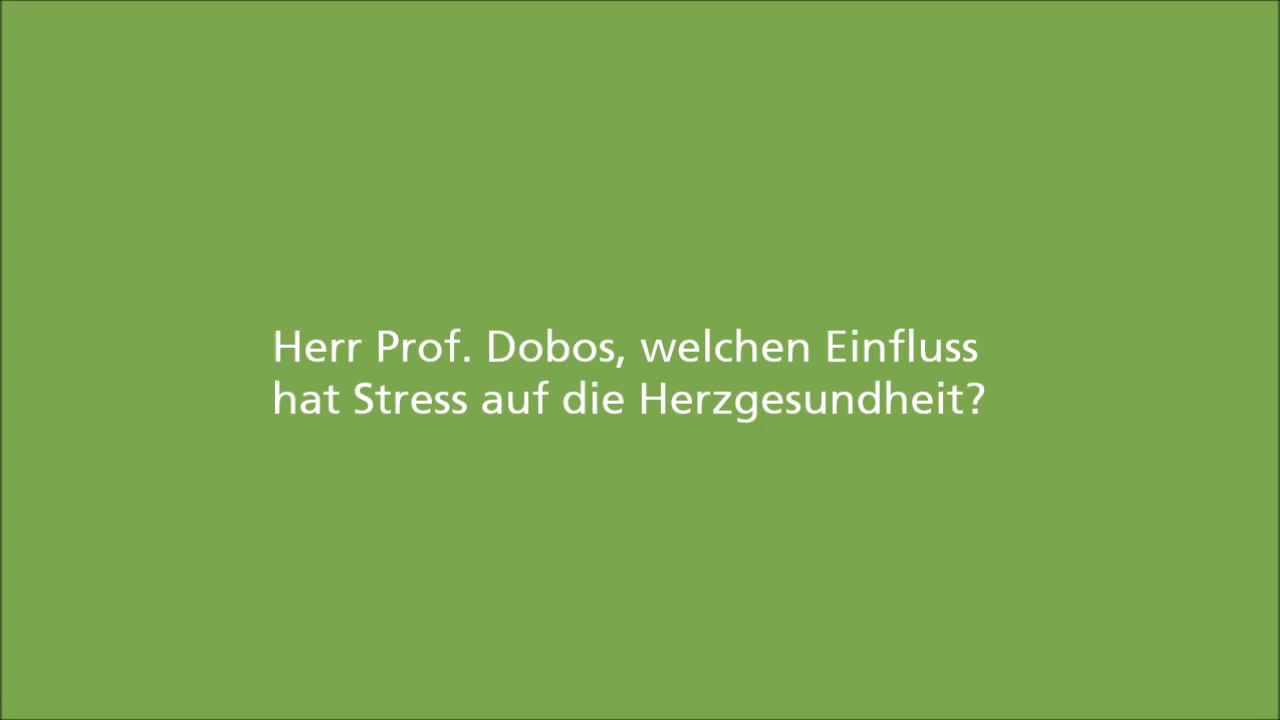 Herr Prof. Dobos, welchen Einfluss
hat Stress auf die Herzgesundheit?